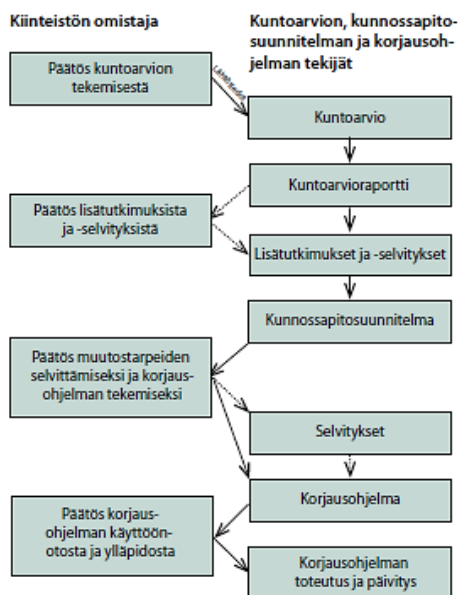 Kiinteistön omistaja
Kuntoarvion, kunnossapito-
suunnitelman ja korjausoh-
jelman tekijät
Päätös kuntoarvion
tekemisestä
Lähtötiedot
Kuntoarvio
Kuntoarvioraportti
Päätös lisätutkimuksista
ja -selvityksistä
Lisätutkimukset ja -selvitykset
Kunnossapitosuunnitelma
Päätös muutostarpeiden
selvittämiseksi ja korjaus-
ohjelman tekemiseksi
Selvitykset
Korjausohjelma
Päätös korjaus-
ohjelman käyttöön-
otosta ja ylläpidosta
Korjausohjelman
toteutus ja päivitys